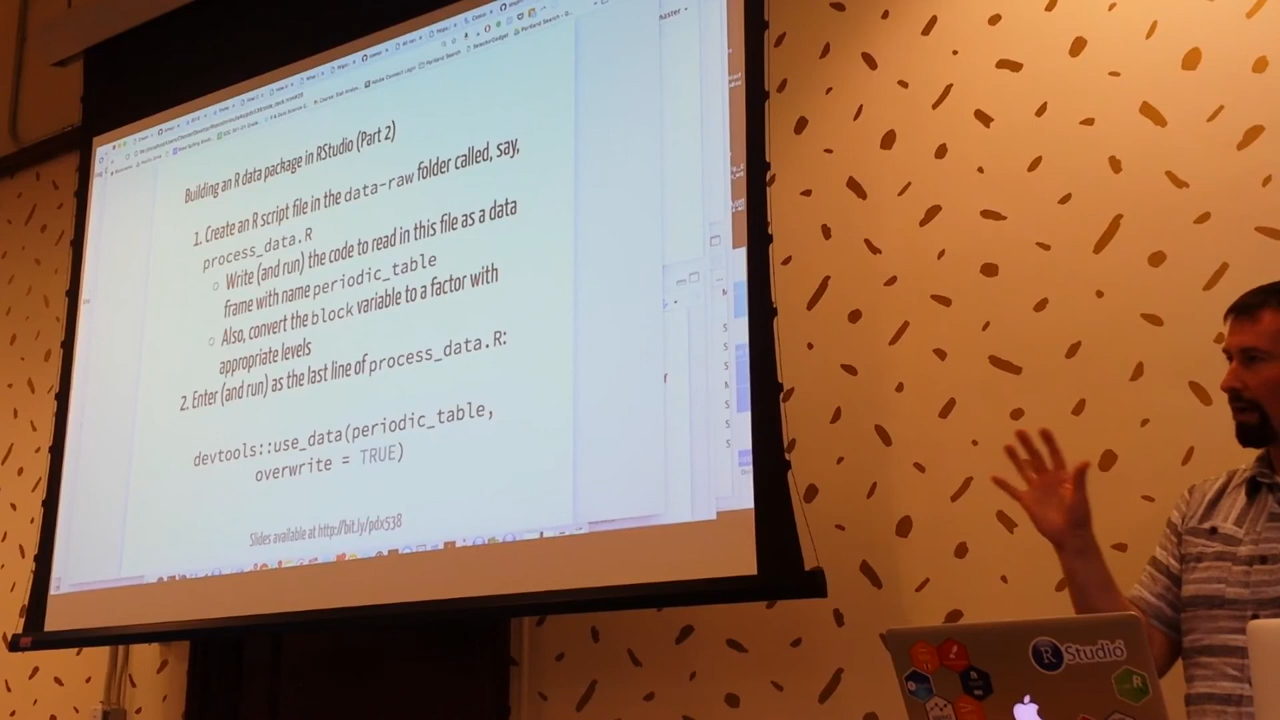 Building an R data package in RStudio (Part 2)
1. Create an R script file in the data-raw folder called, say,
process_data.R
Write (and run) the code to read in this file as a data
frame with name periodic_table
Also, convert the block variable to a factor with
appropriate levels
2. Enter (and run) as the last line of process_data.R:
devtools::use_data(periodic_table,
overwrite = TRUE)
Slides available at http://bit.ly/pdx538
R Studio